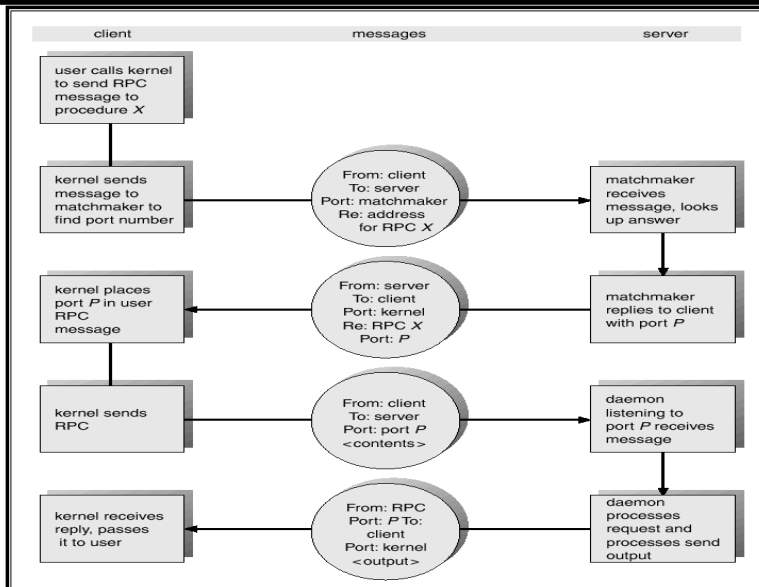 client
messages
server
user calls kernel
to send RPC
message to
procedure X
kernel sends
message to
matchmaker to
find port number
From: client
To: server
Port: matchmaker
Re: address
for RPC X
matchmaker
receives
message, looks
up answer
kernel places
port P in user
RPC
message
From: server
To: client
Port: kernel
Re: RPC X
Port: P
matchmaker
replies to client
with port P
kernel sends
RPC
From: client
To: server
Port: port P
<contents>
daemon
listening to
port P receives
message
kernel receives
reply, passes
it to user
From: RPC
Port: P To:
client
Port: kernel
<output>
daemon
processes
request and
processes send
output